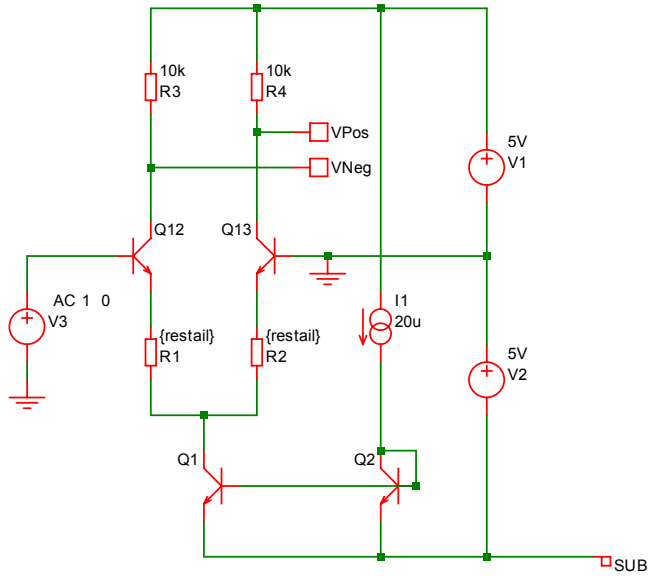 10k
R3
10k
R4
VPos
VNeg
5V
V1
Q12
Q13
AC 1 0
V3
{restail}
R1
{restail}
R2
I1
20u
5V
V2
Q1
Q2
SUB